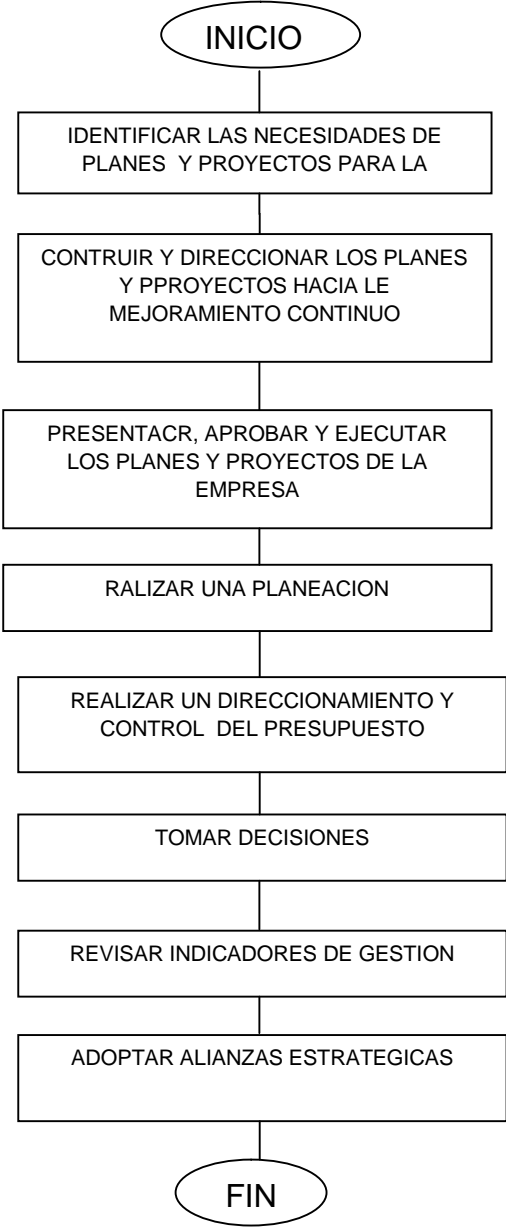 INICIO
IDENTIFICAR LAS NECESIDADES DE
PLANES Y PROYECTOS PARA LA
CONTRUIR Y DIRECCIONAR LOS PLANES
Y PPROYECTOS HACIA LE
MEJORAMIENTO CONTINUO
PRESENTACR, APROBAR Y EJECUTAR
LOS PLANES Y PROYECTOS DE LA
EMPRESA
RALIZAR UNA PLANEACION
REALIZAR UN DIRECCIONAMIENTO Y
CONTROL DEL PRESUPUESTO
TOMAR DECISIONES
REVISAR INDICADORES DE GESTION
ADOPTAR ALIANZAS ESTRATEGICAS
FIN